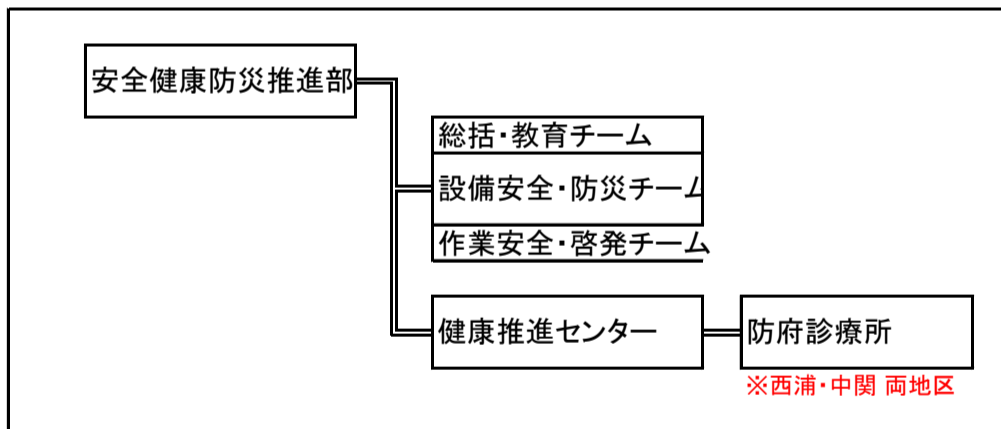 安全健康防災推進部
総括・教育チーム
設備安全・防災チーム
作業安全・啓発チーム
健康推進センター
防府診療所
※西浦・中関 両地区